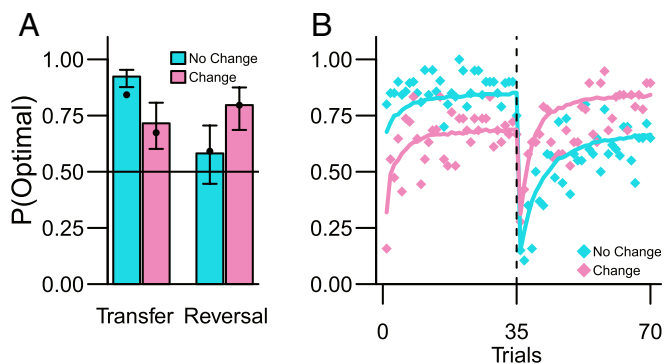 A
P(Optimal)
1.00
0.75
0.50
0.25
0.00
No Change
Change
Transfer
Reversal
B
1.00
0.75
0.50
0.25
0.00
No Change
Change
0
35
70
Trials